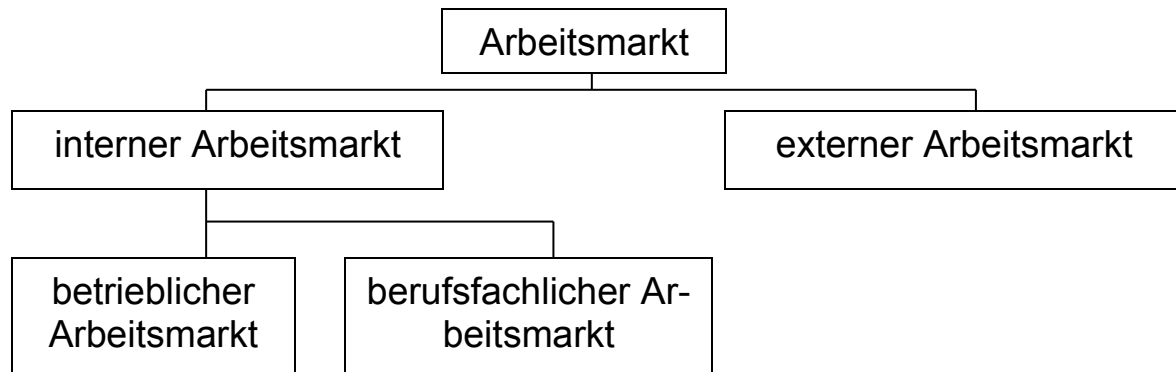 Arbeitsmarkt
interner Arbeitsmarkt
externer Arbeitsmarkt
betrieblicher
Arbeitsmarkt
berufsfachlicher Ar-
beitsmarkt